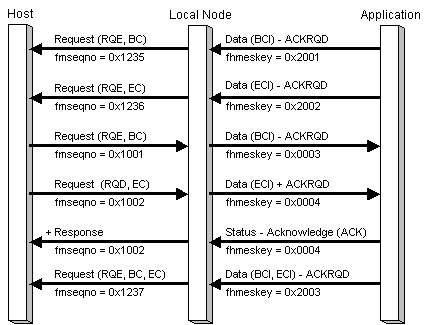 Host Local Node Application
Request (RQE, BC) Data (BCI) - ACKRQD
fmseqno = 0x1235 fhmeskey = 0x2001
Request (RQE, EC) Data (ECI) - ACKRQD
fmseqno = 0x1236 fhmeskey = 0x2002
Request (RQE, BC) Data (BCI) - ACKRQD
fmseqno = 0x1001 fhmeskey = 0x0003
Request (RQD, EC) Data (ECI) + ACKRQD
fmseqno = 0x1002 fhmeskey = 0x0004
+ Response Status - Acknowledge (ACK)
fmseqno = 0x1002 fhmeskey = 0x0004
Request (RQE, BC, EC) Data (BCI, ECI) - ACKRQD
fmseqno = 0x1237 fhmeskey = 0x2003